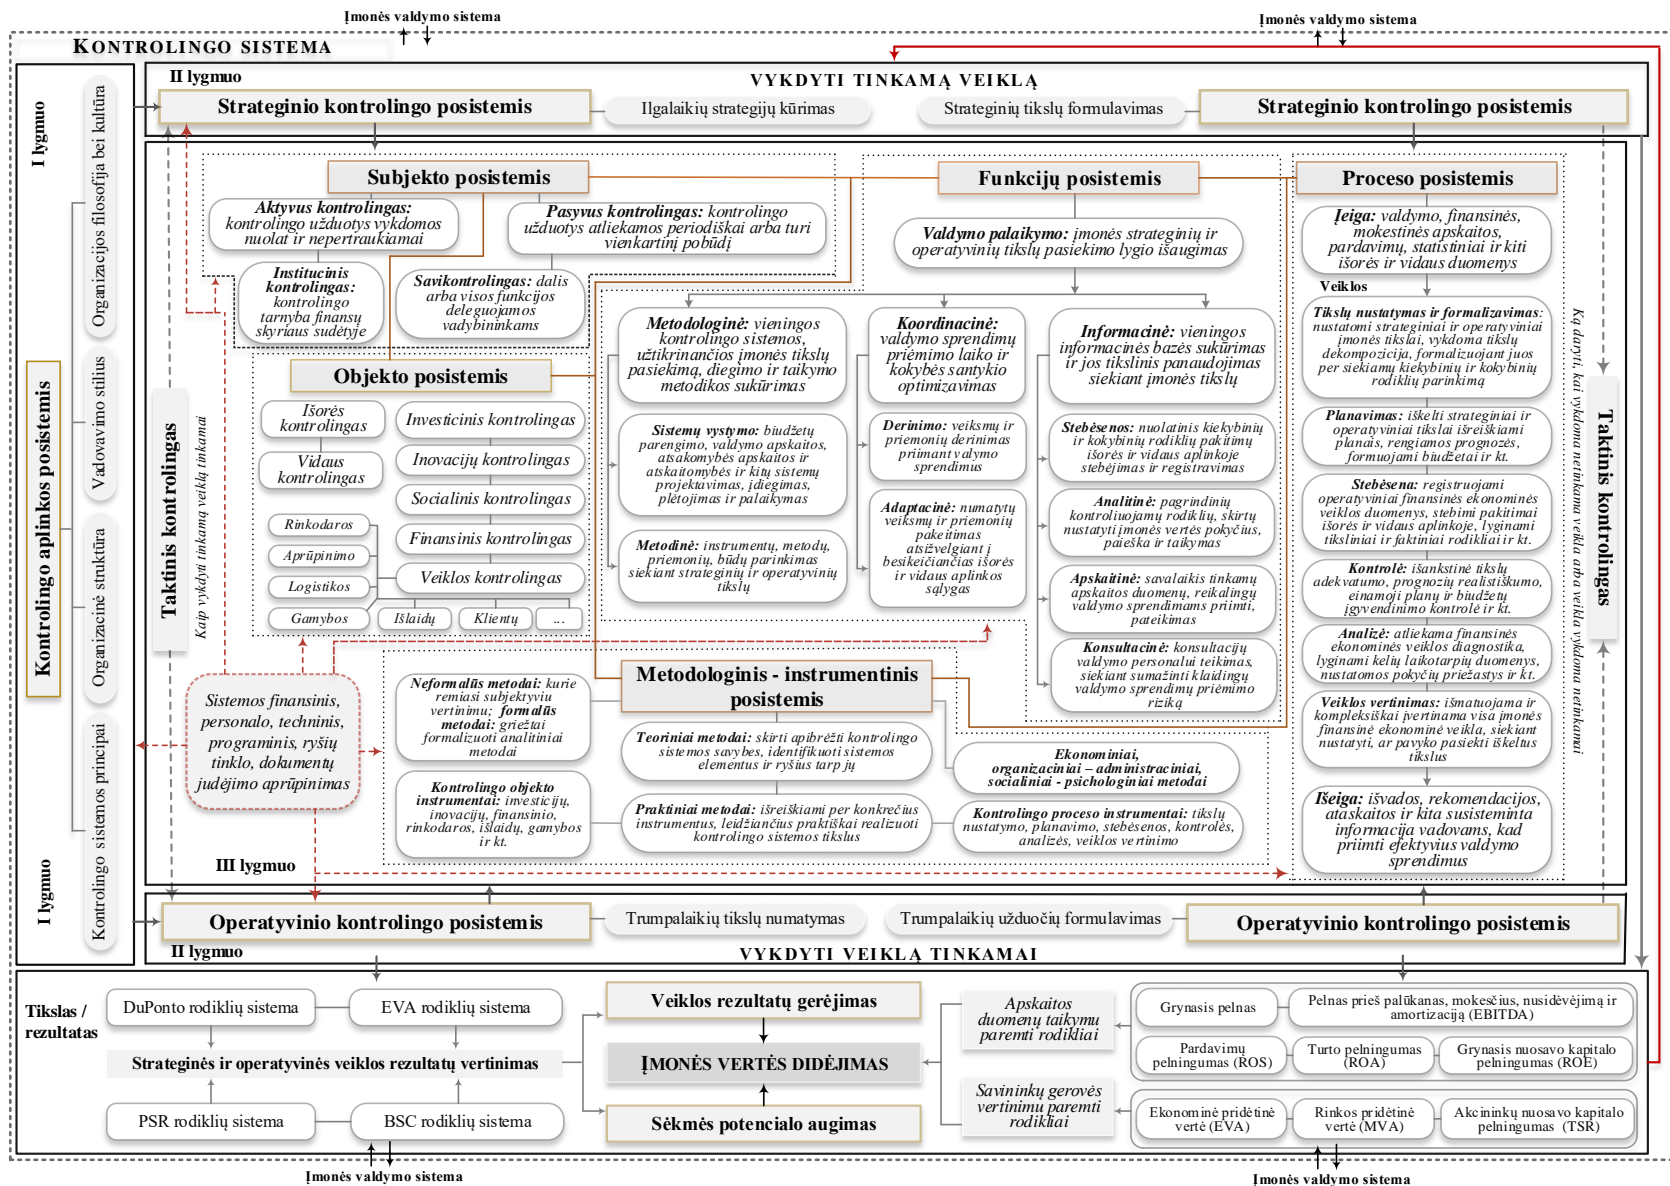 Įmonės valdymo sistema
Įmonės valdymo sistema
KONTROLINGO SISTEMA
I lygmuo
Organizacijos filosofija bei kultūra
Vadovavimo stilius
Kontrolingo aplinkos posistemis
Organizacinė struktūra
Kontrolingo sistemos principai
I lygmuo
II lygmuo
VYKDYTI TINKAMĄ VEIKLĄ
Strateginio kontrolingo posistemis
Ilgalaikių strategijų kūrimas
Strateginių tikslų formulavimas
Strateginio kontrolingo posistemis
Taktinis kontrolingas
Kaip vykdyti tinkamą veiklą tinkamai
Subjekto posistemis
Aktyvus kontrolingas:
kontrolingo užduotys vykdomos
nuolat ir nepertraukiamai
Pasyvus kontrolingas: kontrolingo
užduotys atliekamos periodiškai arba turi
vienkartinį pobūdį
Institucinis
kontrolingas:
kontrolingo
tarnyba finansų
skyriaus sudėtyje
Savikontrolingas: dalis
arba visos funkcijos
deleguojamos
vadybininkams
Objekto posistemis
Išorės
kontrolingas
Vidaus
kontrolingas
Investicinis kontrolingas
Inovacijų kontrolingas
Socialinis kontrolingas
Finansinis kontrolingas
Veiklos kontrolingas
Rinkodaros
Aprūpinimo
Logistikos
Gamybos
Išlaidų
Klientų
...
Funkcijų posistemis
Valdymo palaikymo: įmonės strateginių ir
operatyvinių tikslų pasiekimo lygio išaugimas
Metodologinė: vieningos
kontrolingo sistemos,
užtikrinančios įmonės tikslų
pasiekimą, diegimo ir taikymo
metodikos sukūrimas
Sistemų vystymo: biudžetų
parengimo, valdymo apskaitos,
atsakomybės apskaitos ir
atskaitomybės ir kitų sistemų
projektavimas, įdiegimas,
plėtojimas ir palaikymas
Metodinė: instrumentų, metodų,
priemonių, būdų parinkimas
siekiant strateginių ir operatyvinių
tikslų
Koordinacinė:
valdymo sprendimų
priėmimo laiko ir
kokybės santykio
optimizavimas
Derinimo: veiksmų ir
priemonių derinimas
priimant valymo
sprendimus
Adaptacinė: numatytų
veiksmų ir priemonių
pakeitimas
atsižvelgiant į
besikeičiančias išorės
ir vidaus aplinkos
sąlygas
Informacinė: vieningos
informacinės bazės sukūrimas
ir jos tikslinis panaudojimas
siekiant įmonės tikslų
Stebėsenos: nuolatinis kiekybinių
ir kokybinių rodiklių pakitimų
išorės ir vidaus aplinkoje
stebėjimas ir registravimas
Analitinė: pagrindinių
kontroliuojamų rodiklių, skirtų
nustatyti įmonės vertės pokyčius,
paieška ir taikymas
Apskaitinė: savalaikis tinkamų
apskaitos duomenų, reikalingų
valdymo sprendimams priimti,
pateikimas
Konsultacinė: konsultacijų
valdymo personalui teikimas,
siekiant sumažinti klaidingų
valdymo sprendimų priėmimo
riziką
Proceso posistemis
Įeiga: valdymo, finansinės,
mokestinės apskaitos,
pardavimų, statistiniai ir kiti
išorės ir vidaus duomenys
Veiklos
Tikslų nustatymas ir formalizavimas:
nustatomi strateginiai ir operatyviniai
įmonės tikslai, vykdoma tikslų
dekompozicija, formalizuojant juos
per siekiamų kiekybinių ir kokybinių
rodiklių parinkimą
Planavimas: iškelti strateginiai ir
operatyviniai tikslai išreiškiami
planais, rengiamos prognozės,
formuojami biudžetai ir kt.
Stebėsena: registruojami
operatyviniai finansinės ekonominės
veiklos duomenys, stebimi pakitimai
išorės ir vidaus aplinkoje, lyginami
tiksliniai ir faktiniai rodikliai ir kt.
Kontrolė: išankstinė tikslų
adekvatumo, prognozių realistiškumo,
einamoji planų ir biudžetų
įgyvendinimo kontrolė ir kt.
Analizė: atliekama finansinės
ekonominės veiklos diagnostika,
lyginami kelių laikotarpių duomenys,
nustatomos pokyčių priežastys ir kt.
Veiklos vertinimas: išmatuojama ir
kompleksiškai įvertinama visa įmonės
finansinė ekonominė veikla, siekiant
nustatyti, ar pavyko pasiekti iškeltus
tikslus
Išeiga: išvados, rekomendacijos,
ataskaitos ir kita susisteminta
informacija vadovams, kad
priimti efektyvius valdymo
sprendimus
Ką daryti, kai vykdoma netinkama veikla arba veikla vykdoma netinkamai
Taktinis kontrolingas
Sistemos finansinis,
personalo, techninis,
programinis, ryšių
tinklo, dokumentų
judėjimo aprūpinimas
Metodologinis - instrumentinis
posistemis
Neformalūs metodai: kurie
remiasi subjektyviu
vertinimu; formalūs
metodai: griežtai
formalizuoti analitiniai
metodai
Teoriniai metodai: skirti apibrėžti kontrolingo
sistemos savybes, identifikuoti sistemos
elementus ir ryšius tarp jų
Ekonominiai,
organizaciniai – administraciniai,
socialiniai - psichologiniai metodai
Kontrolingo objekto
instrumentai: investicijų,
inovacijų, finansinio,
rinkodaros, išlaidų, gamybos
ir kt.
Praktiniai metodai: išreiškiami per konkrečius
instrumentus, leidžiančius praktiškai realizuoti
kontrolingo sistemos tikslus
Kontrolingo proceso instrumentai: tikslų
nustatymo, planavimo, stebėsenos, kontrolės,
analizės, veiklos vertinimo
III lygmuo
Operatyvinio kontrolingo posistemis
Trumpalaikių tikslų numatymas
Trumpalaikių užduočių formulavimas
Operatyvinio kontrolingo posistemis
II lygmuo
VYKDYTI VEIKLĄ TINKAMAI
Tikslas /
rezultatas
DuPonto rodiklių sistema
EVA rodiklių sistema
Strateginės ir operatyvinės veiklos rezultatų vertinimas
PSR rodiklių sistema
BSC rodiklių sistema
Veiklos rezultatų gerėjimas
ĮMONĖS VERTĖS DIDĖJIMAS
Sėkmės potencialo augimas
Apskaitos
duomenų taikymu
paremti rodikliai
Savininkų gerovės
vertinimu paremti
rodikliai
Grynasis pelnas
Pelnas prieš palūkanas, mokesčius, nusidėvėjimą ir
amortizaciją (EBITDA)
Pardavimų
pelningumas (ROS)
Turto pelningumas
(ROA)
Grynasis nuosavo kapitalo
pelningumas (ROE)
Ekonominė pridėtinė
vertė (EVA)
Rinkos pridėtinė
vertė (MVA)
Akcininkų nuosavo kapitalo
pelningumas (TSR)
Įmonės valdymo sistema
Įmonės valdymo sistema